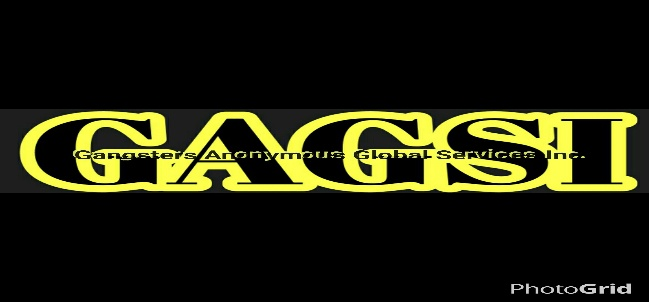 GAGSI
Gangsters Anonymous Global Services Inc.
PhotoGrid